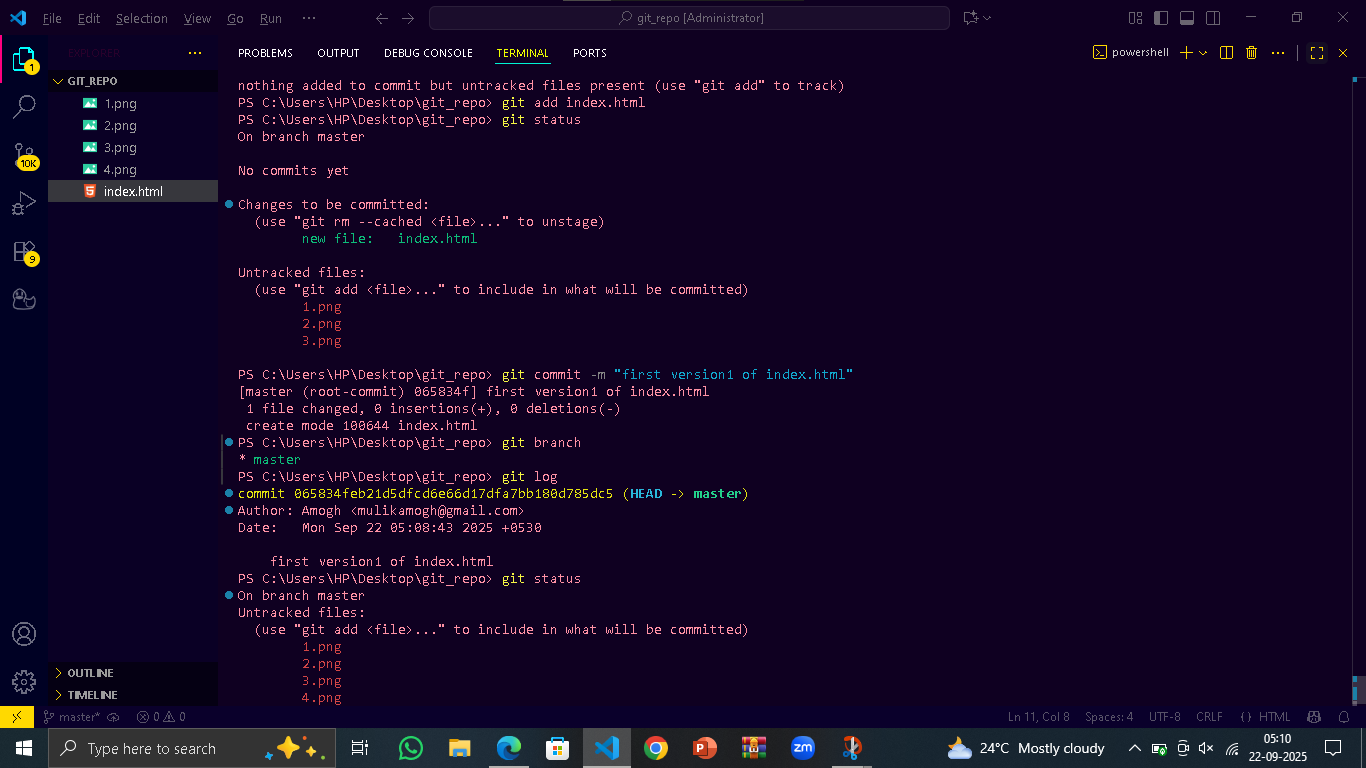 File Edit Selection View Go Run ···
git_repo [Administrator]
EXPLORER ···
1
GIT_REPO
1.png
2.png
3.png
4.png
index.html
10K
9
OUTLINE
TIMELINE
PROBLEMS OUTPUT DEBUG CONSOLE TERMINAL PORTS
powershell
nothing added to commit but untracked files present (use "git add" to track)
PS C:\Users\HP\Desktop\git_repo> git add index.html
PS C:\Users\HP\Desktop\git_repo> git status
On branch master
No commits yet
Changes to be committed:
(use "git rm --cached <file>..." to unstage)
new file:   index.html
Untracked files:
(use "git add <file>..." to include in what will be committed)
1.png
2.png
3.png
PS C:\Users\HP\Desktop\git_repo> git commit -m "first version1 of index.html"
[master (root-commit) 065834f] first version1 of index.html
1 file changed, 0 insertions(+), 0 deletions(-)
create mode 100644 index.html
PS C:\Users\HP\Desktop\git_repo> git branch
* master
PS C:\Users\HP\Desktop\git_repo> git log
commit 065834feb21d5dfcd6e66d17dfa7bb180d785dc5 (HEAD -> master)
Author: Amogh <mulikamogh@gmail.com>
Date:   Mon Sep 22 05:08:43 2025 +0530
first version1 of index.html
PS C:\Users\HP\Desktop\git_repo> git status
On branch master
Untracked files:
(use "git add <file>..." to include in what will be committed)
1.png
2.png
3.png
4.png
master* 0 0
Ln 11, Col 8 Spaces: 4 UTF-8 CRLF {} HTML
Type here to search
zm
24°C Mostly cloudy
05:10
22-09-2025